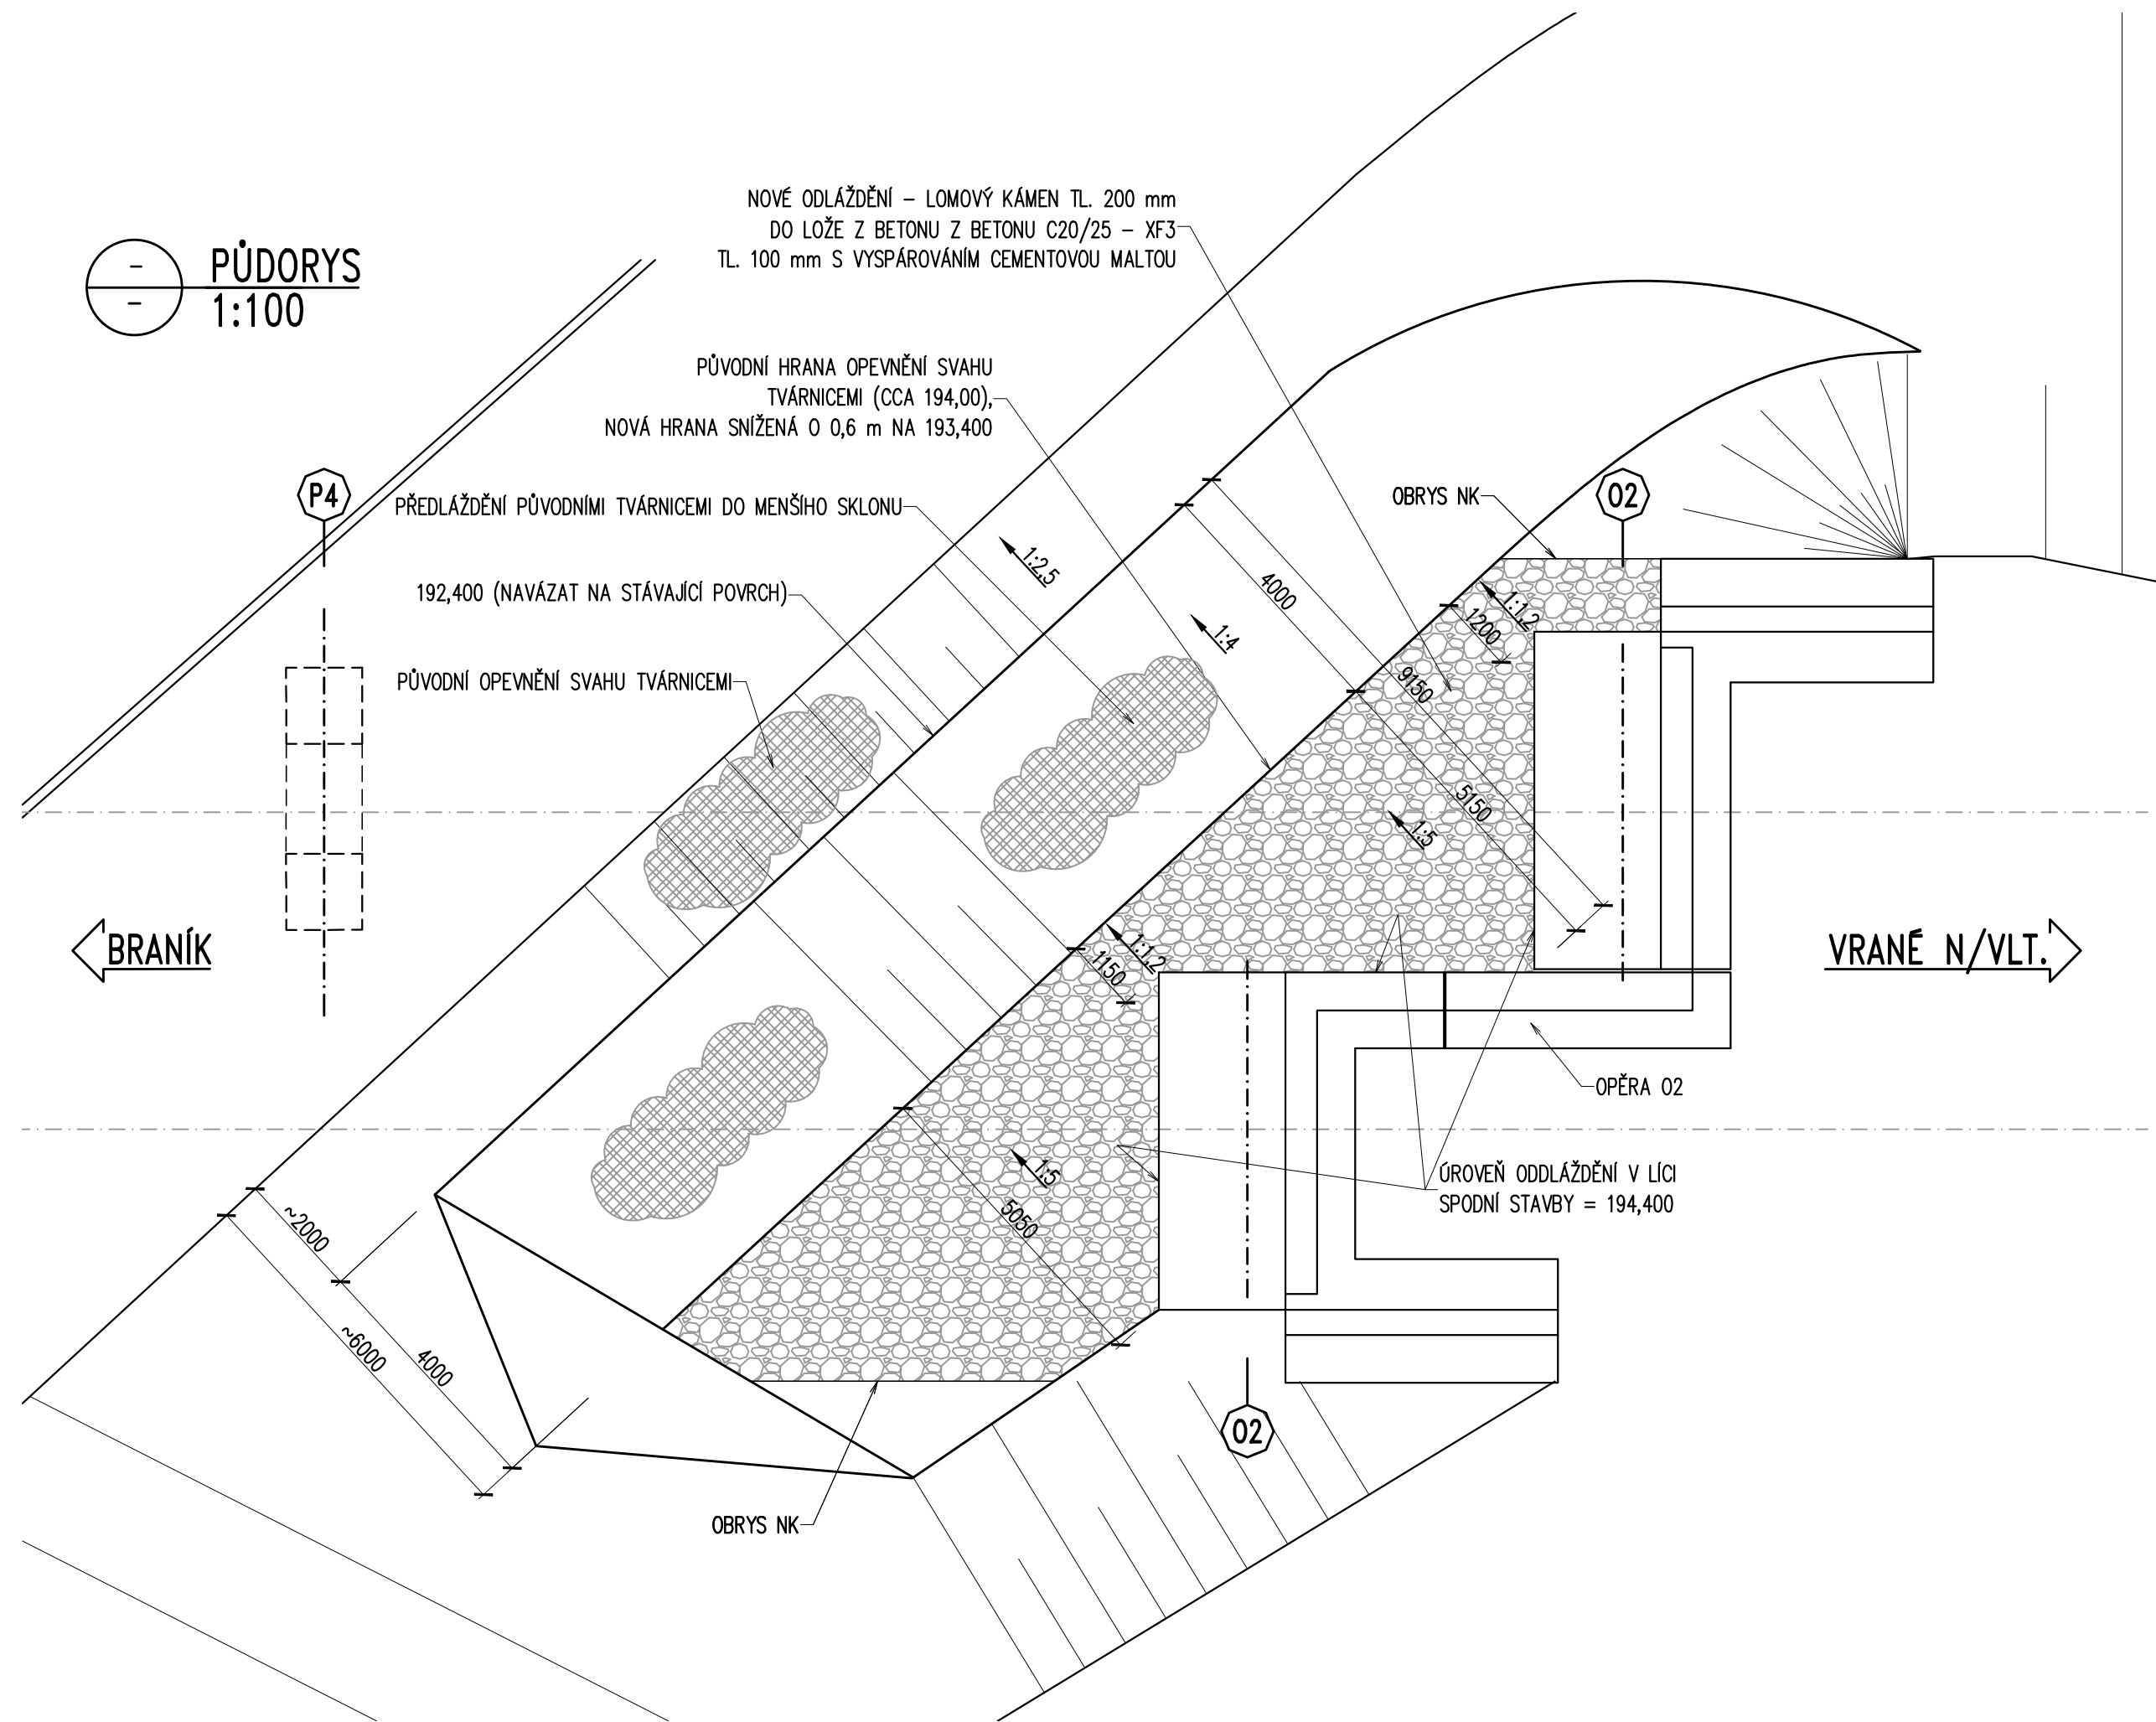 NOVÉ ODLÁŽDĚNÍ – LOMOVÝ KÁMEN TL. 200 mm
DO LOŽE Z BETONU Z BETONU C20/25 – XF3
TL. 100 mm S VYSPÁROVÁNÍM CEMENTOVOU MALTOU
–
–
PŮDORYS
1:100
PŮVODNÍ HRANA OPEVNĚNÍ SVAHU
TVÁRNICEMI (CCA 194,00),
NOVÁ HRANA SNÍŽENÁ O 0,6 m NA 193,400
P4
PŘEDLÁŽDĚNÍ PŮVODNÍMI TVÁRNICEMI DO MENŠÍHO SKLONU
OBRYS NK
O2
1:2,5
4000
192,400 (NAVÁZAT NA STÁVAJÍCÍ POVRCH)
1:1,2
1200
1:4
PŮVODNÍ OPEVNĚNÍ SVAHU TVÁRNICEMI
9150
5150
1:5
BRANÍK
1:1,2
1150
VRANÉ N/VLT.
OPĚRA O2
1:5
ÚROVEŇ ODDLÁŽDĚNÍ V LÍCI
SPODNÍ STAVBY = 194,400
5050
~2000
~6000
4000
O2
OBRYS NK